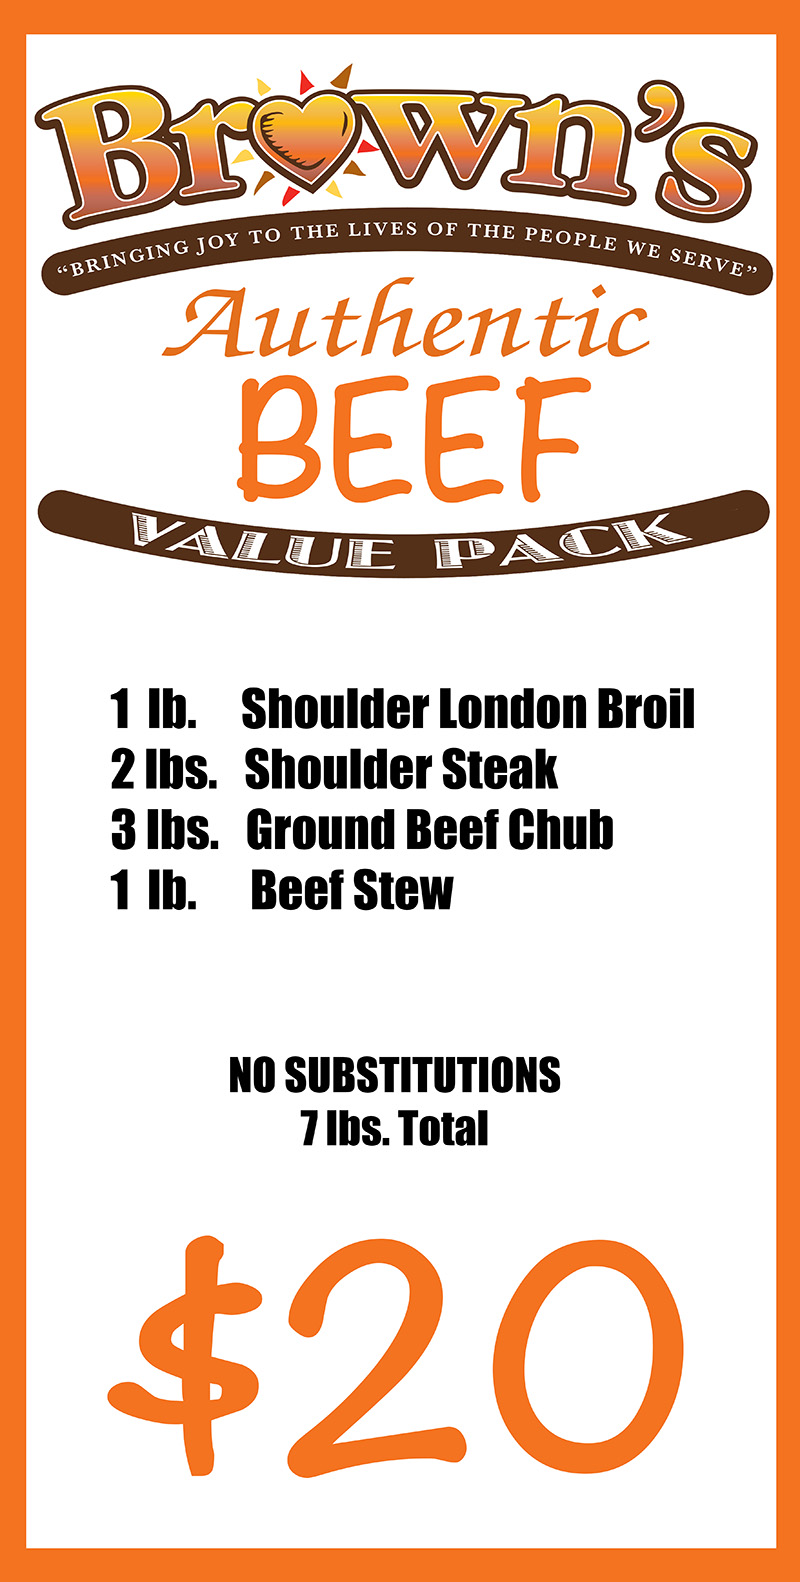 Brown's
"BRINGING JOY TO THE LIVES OF THE PEOPLE WE SERVE"
Authentic
BEEF
VALUE PACK
1 lb. Shoulder London Broil
2 lbs. Shoulder Steak
3 lbs. Ground Beef Chub
1 lb. Beef Stew
NO SUBSTITUTIONS
7 lbs. Total
$20